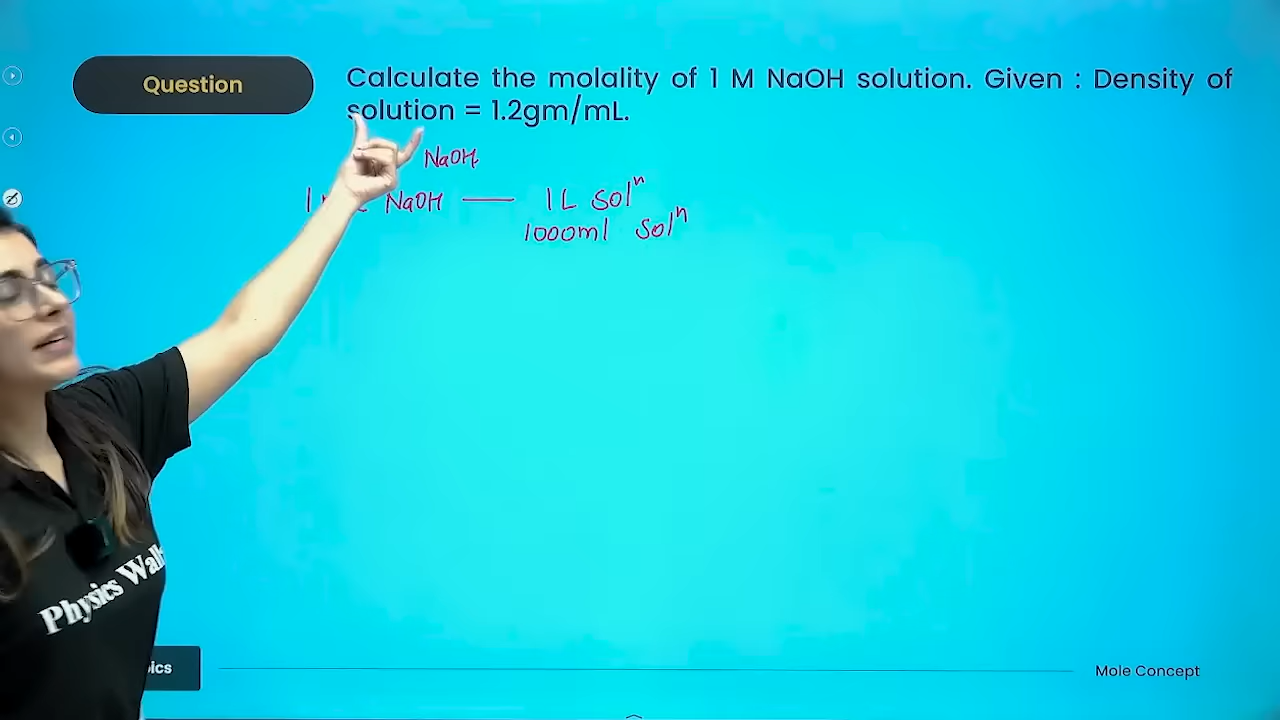 Question
Calculate the molality of 1 M NaOH solution. Given : Density of
solution = 1.2gm/mL.
NaOH
1 NaOH — 1L solⁿ
1000ml solⁿ
Physics
Mole Concept